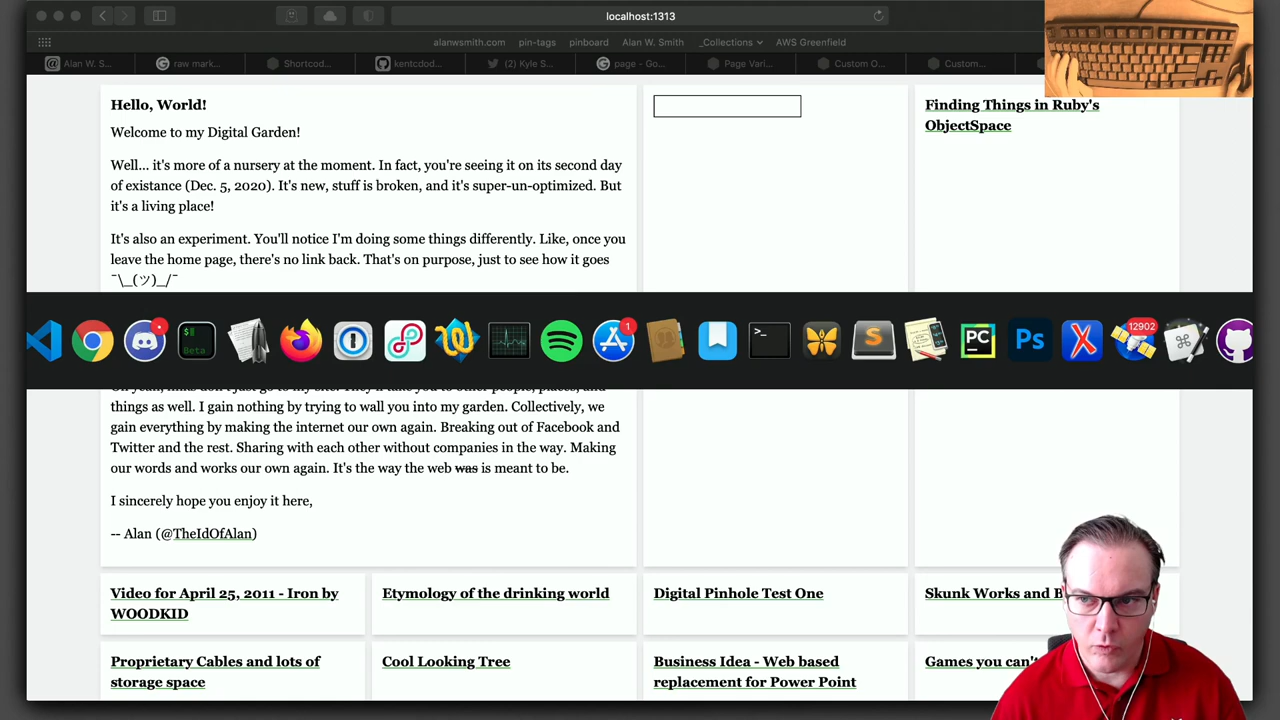 localhost:1313
alanwsmith.com pin-tags pinboard Alan W. Smith _Collections AWS Greenfield
Alan W. S... raw mark... Shortcod... kentcdod... (2) Kyle S... page - Go... Page Vari... Custom O... Custom...
Hello, World!
Welcome to my Digital Garden!
Well... it's more of a nursery at the moment. In fact, you're seeing it on its second day
of existance (Dec. 5, 2020). It's new, stuff is broken, and it's super-un-optimized. But
it's a living place!
It's also an experiment. You'll notice I'm doing some things differently. Like, once you
leave the home page, there's no link back. That's on purpose, just to see how it goes
¯\_(ツ)_/¯
Finding Things in Ruby's
ObjectSpace
$
Beta
1
>_
S
PC
Ps
X
12902
⌘
things as well. I gain nothing by trying to wall you into my garden. Collectively, we
gain everything by making the internet our own again. Breaking out of Facebook and
Twitter and the rest. Sharing with each other without companies in the way. Making
our words and works our own again. It's the way the web was is meant to be.
I sincerely hope you enjoy it here,
-- Alan (@TheIdOfAlan)
Video for April 25, 2011 - Iron by
WOODKID
Etymology of the drinking world
Digital Pinhole Test One
Skunk Works and B
Proprietary Cables and lots of
storage space
Cool Looking Tree
Business Idea - Web based
replacement for Power Point
Games you can't